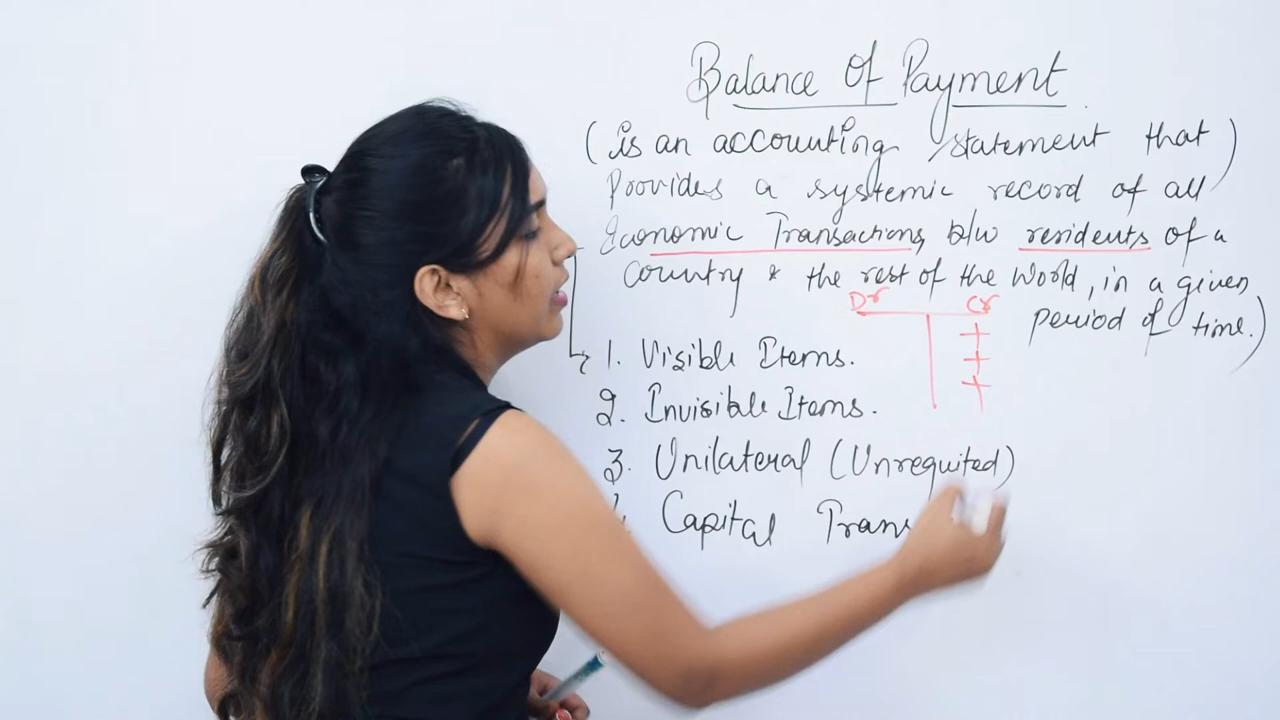 Balance Of Payment
(is an accounting statement that)
Provides a systemic record of all
Economic Transactions b/w residents of a
Country & the rest of the World, in a given
period of time.)
Dr Cr
+
+
+
1. Visible Items.
2. Invisible Items.
3. Unilateral (Unrequited)
Capital Trans